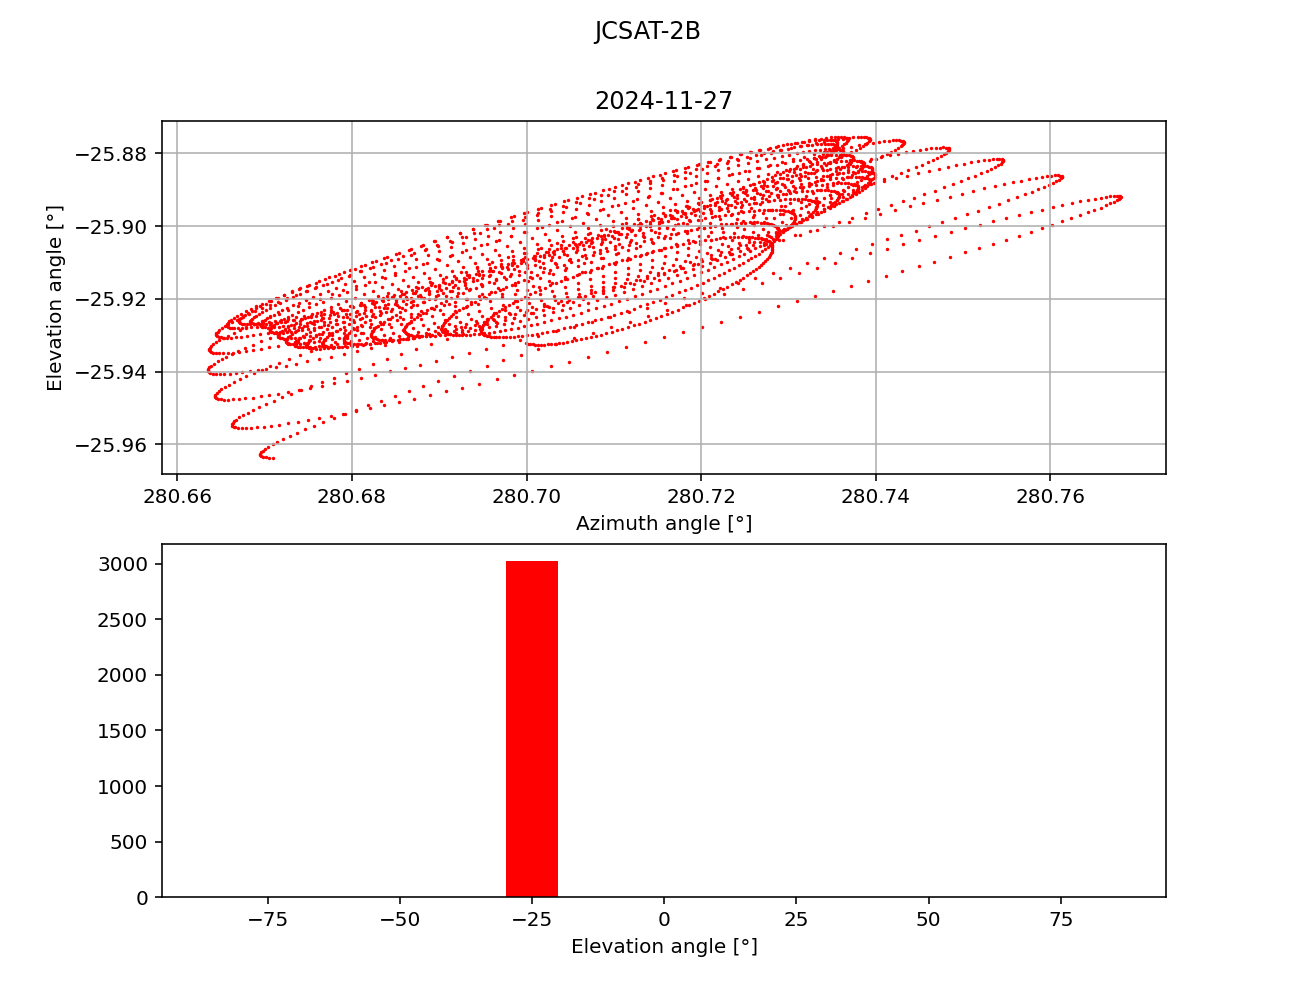 JCSAT-2B
2024-11-27
−25.88
−25.90
−25.92
−25.94
−25.96
Elevation angle [°]
280.66 280.68 280.70 280.72 280.74 280.76
Azimuth angle [°]
3000
2500
2000
1500
1000
500
0
−75 −50 −25 0 25 50 75
Elevation angle [°]